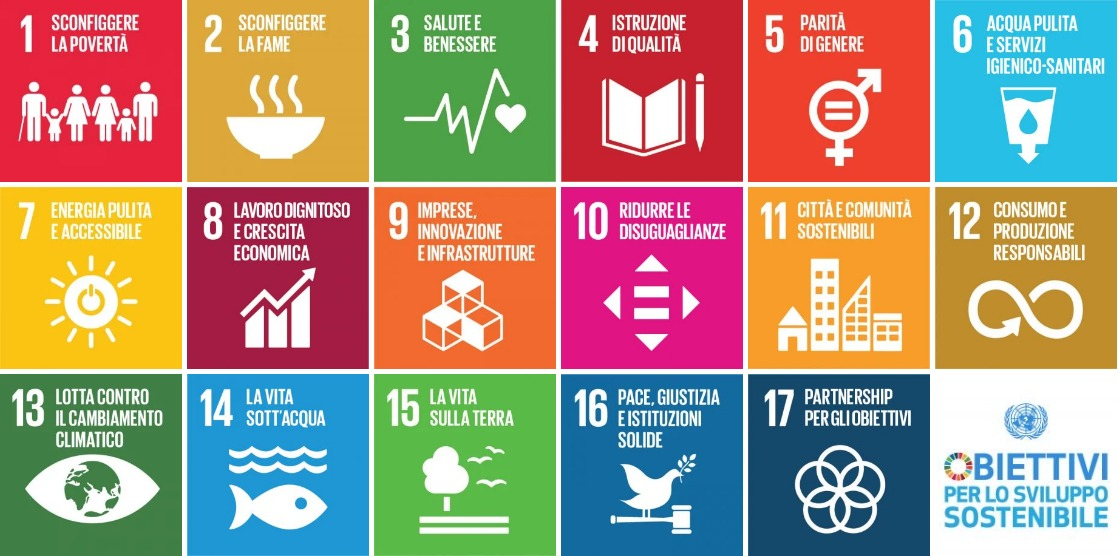 1 SCONFIGGERE
LA POVERTÀ
2 SCONFIGGERE
LA FAME
3 SALUTE E
BENESSERE
4 ISTRUZIONE
DI QUALITÀ
5 PARITÀ
DI GENERE
6 ACQUA PULITA
E SERVIZI
IGIENICO-SANITARI
7 ENERGIA PULITA
E ACCESSIBILE
8 LAVORO DIGNITOSO
E CRESCITA
ECONOMICA
9 IMPRESE,
INNOVAZIONE
E INFRASTRUTTURE
10 RIDURRE LE
DISUGUAGLIANZE
11 CITTÀ E COMUNITÀ
SOSTENIBILI
12 CONSUMO E
PRODUZIONE
RESPONSABILI
13 LOTTA CONTRO
IL CAMBIAMENTO
CLIMATICO
14 LA VITA
SOTT'ACQUA
15 LA VITA
SULLA TERRA
16 PACE, GIUSTIZIA
E ISTITUZIONI
SOLIDE
17 PARTNERSHIP
PER GLI OBIETTIVI
OBIETTIVI
PER LO SVILUPPO
SOSTENIBILE